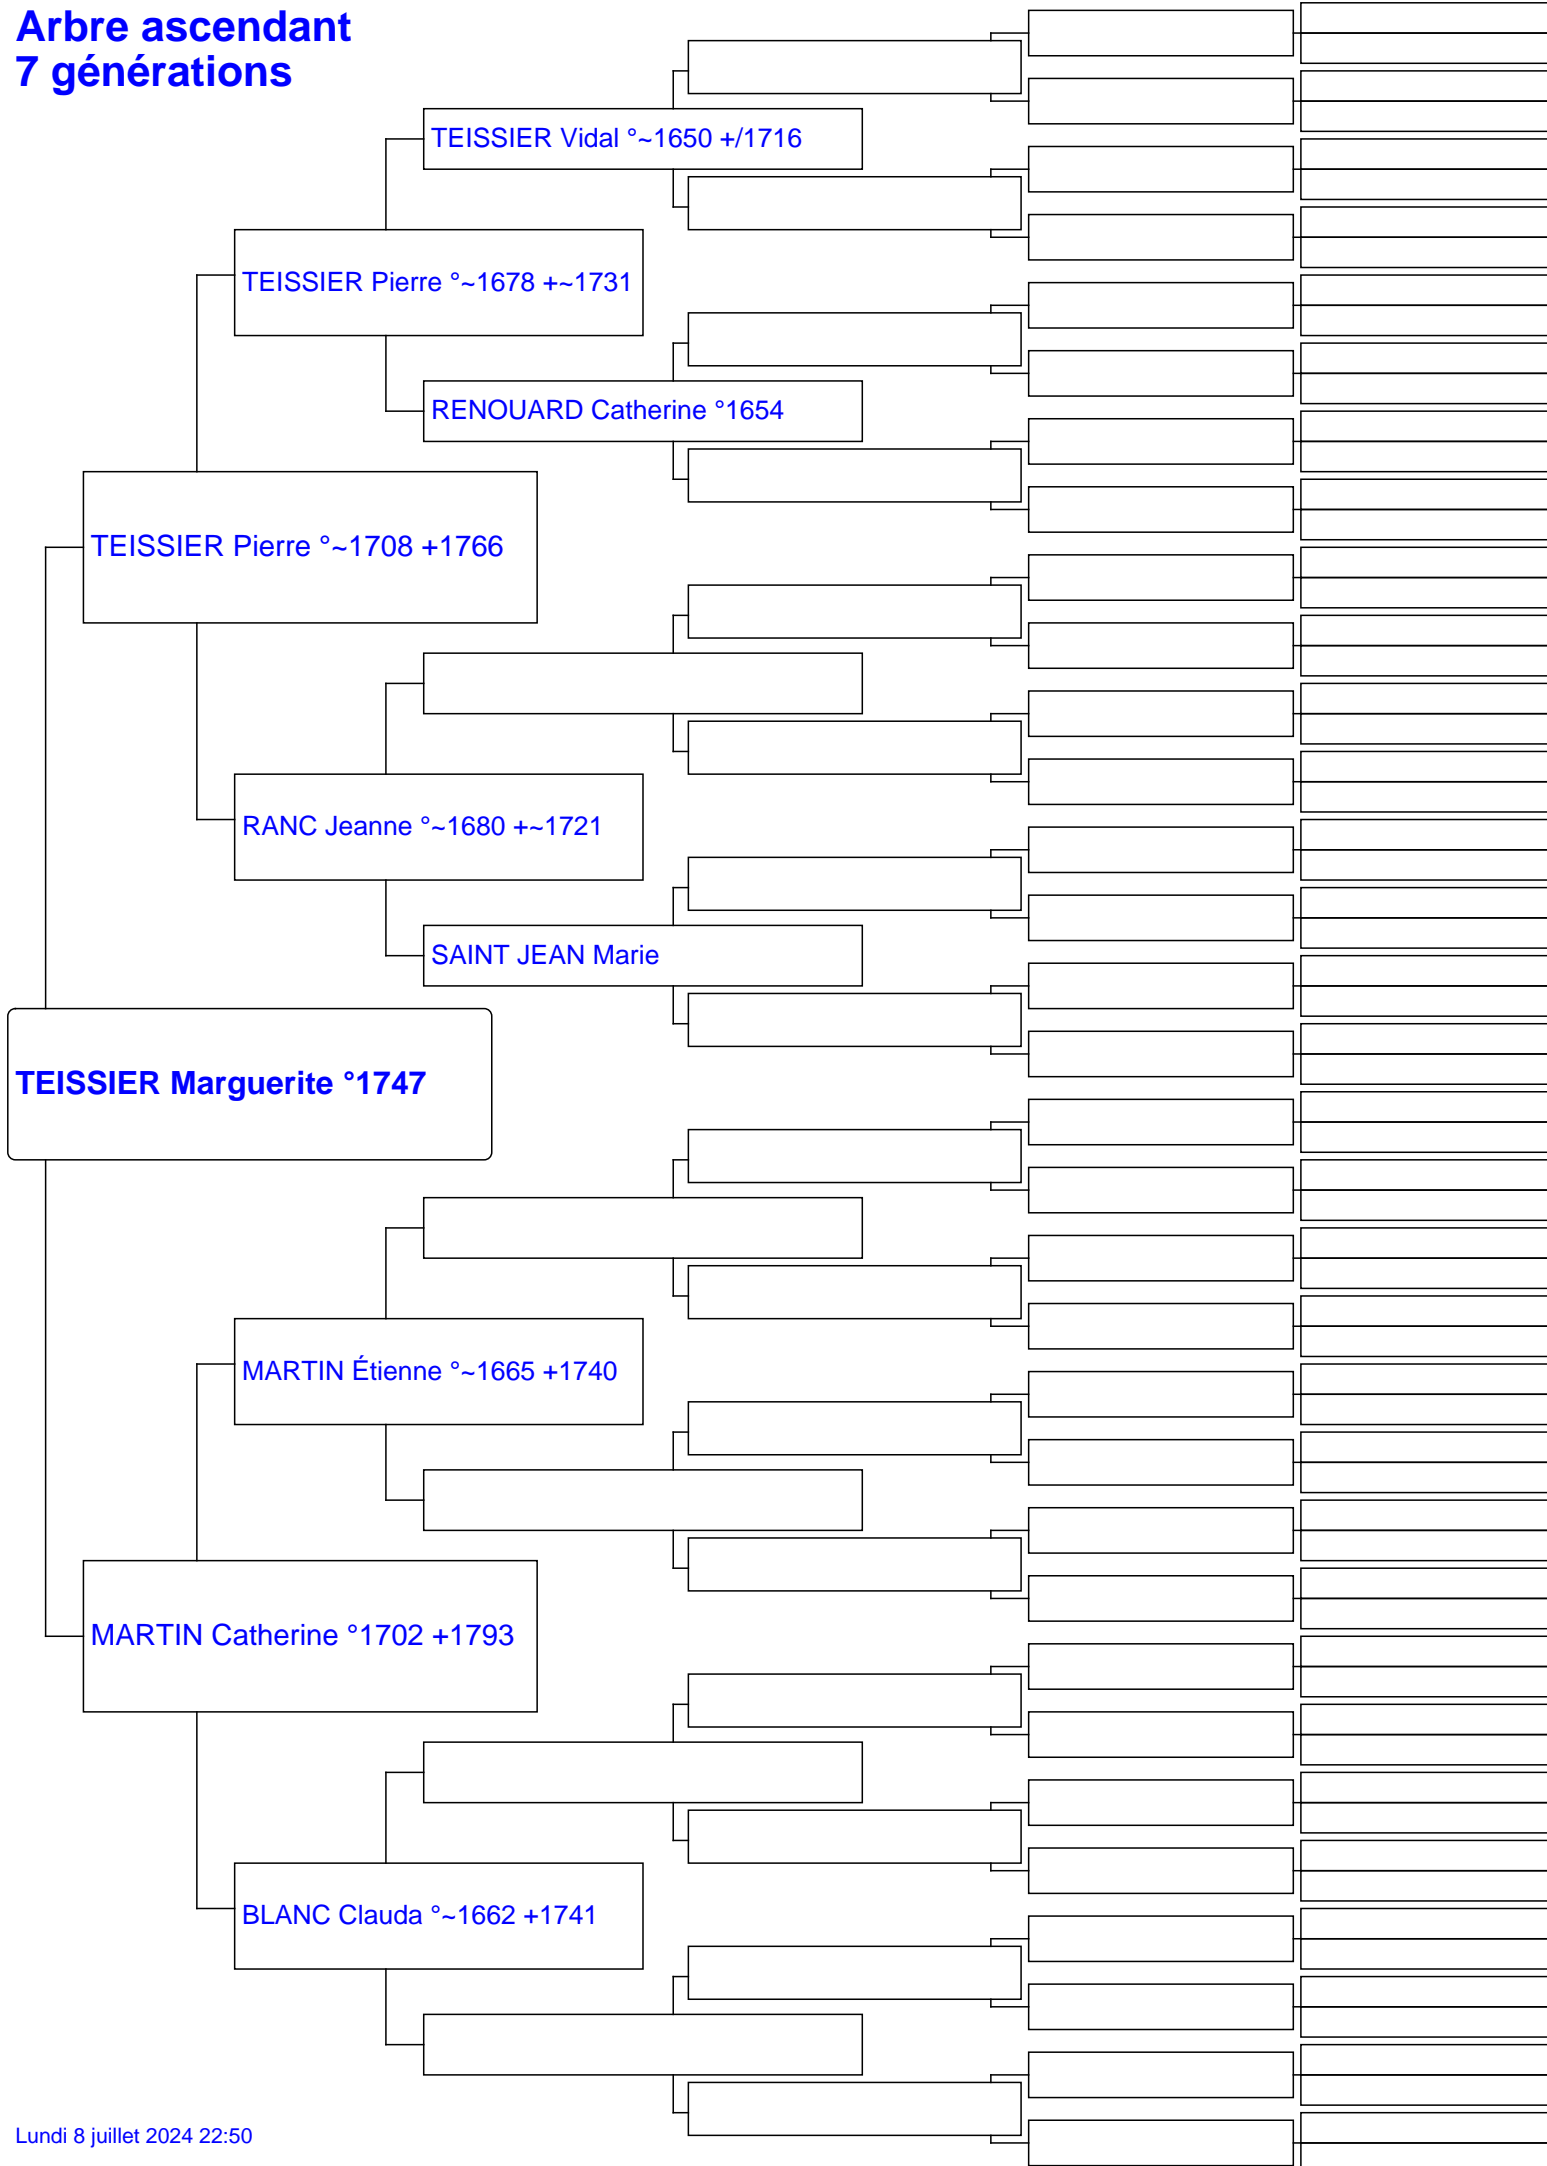 Arbre ascendant
7 générations
TEISSIER Vidal °~1650 +/1716
TEISSIER Pierre °~1678 +~1731
RENOUARD Catherine °1654
TEISSIER Pierre °~1708 +1766
RANC Jeanne °~1680 +~1721
SAINT JEAN Marie
TEISSIER Marguerite °1747
MARTIN Étienne °~1665 +1740
MARTIN Catherine °1702 +1793
BLANC Clauda °~1662 +1741
Lundi 8 juillet 2024 22:50